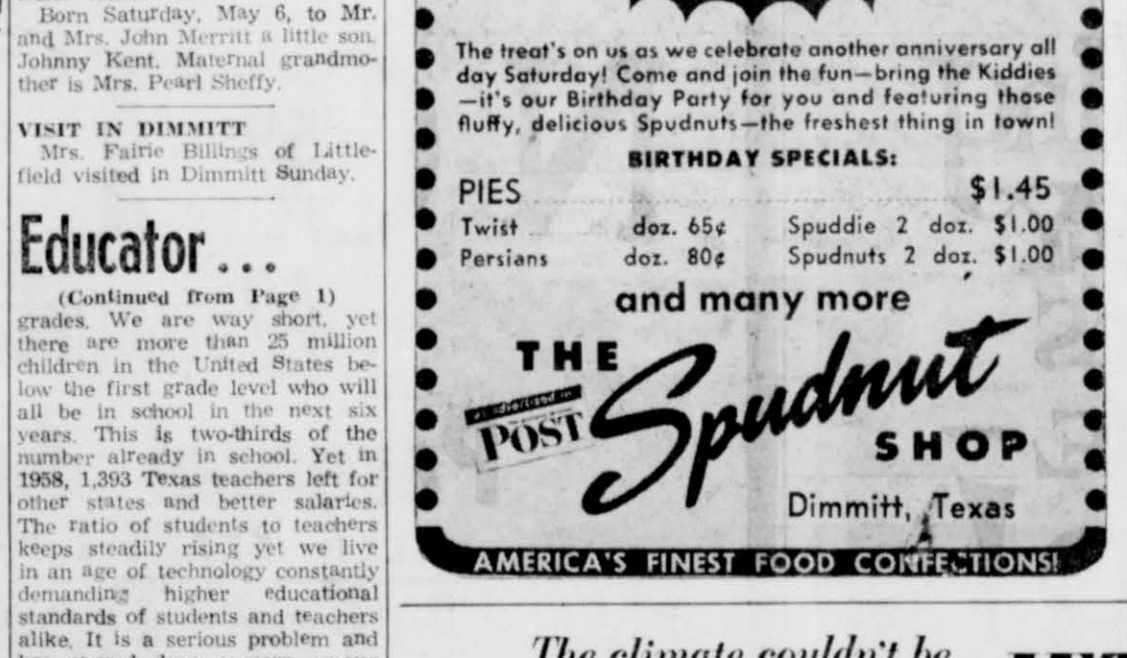 Born Saturday, May 6, to Mr.
and Mrs. John Merritt a little son,
Johnny Kent. Maternal grandmo-
ther is Mrs. Pearl Sheffy.
VISIT IN DIMMITT
Mrs. Fairie Billings of Little-
field visited in Dimmitt Sunday.
Educator...
(Continued from Page 1)
grades. We are way short, yet
there are more than 25 million
children in the United States be-
low the first grade level who will
all be in school in the next six
years. This is two-thirds of the
number already in school. Yet in
1958, 1,393 Texas teachers left for
other states and better salaries.
The ratio of students to teachers
keeps steadily rising yet we live
in an age of technology constantly
demanding higher educational
standards of students and teachers
alike. It is a serious problem and
The treat's on us as we celebrate another anniversary all
day Saturday! Come and join the fun—bring the Kiddies
—it's our Birthday Party for you and featuring those
fluffy, delicious Spudnuts—the freshest thing in town!
BIRTHDAY SPECIALS:
PIES $1.45
Twist doz. 65¢ Spuddie 2 doz. $1.00
Persians doz. 80¢ Spudnuts 2 doz. $1.00
and many more
THE
as advertised in
POST
Spudnut
SHOP
Dimmitt, Texas
AMERICA'S FINEST FOOD CONFECTIONS!
The climate couldn't be